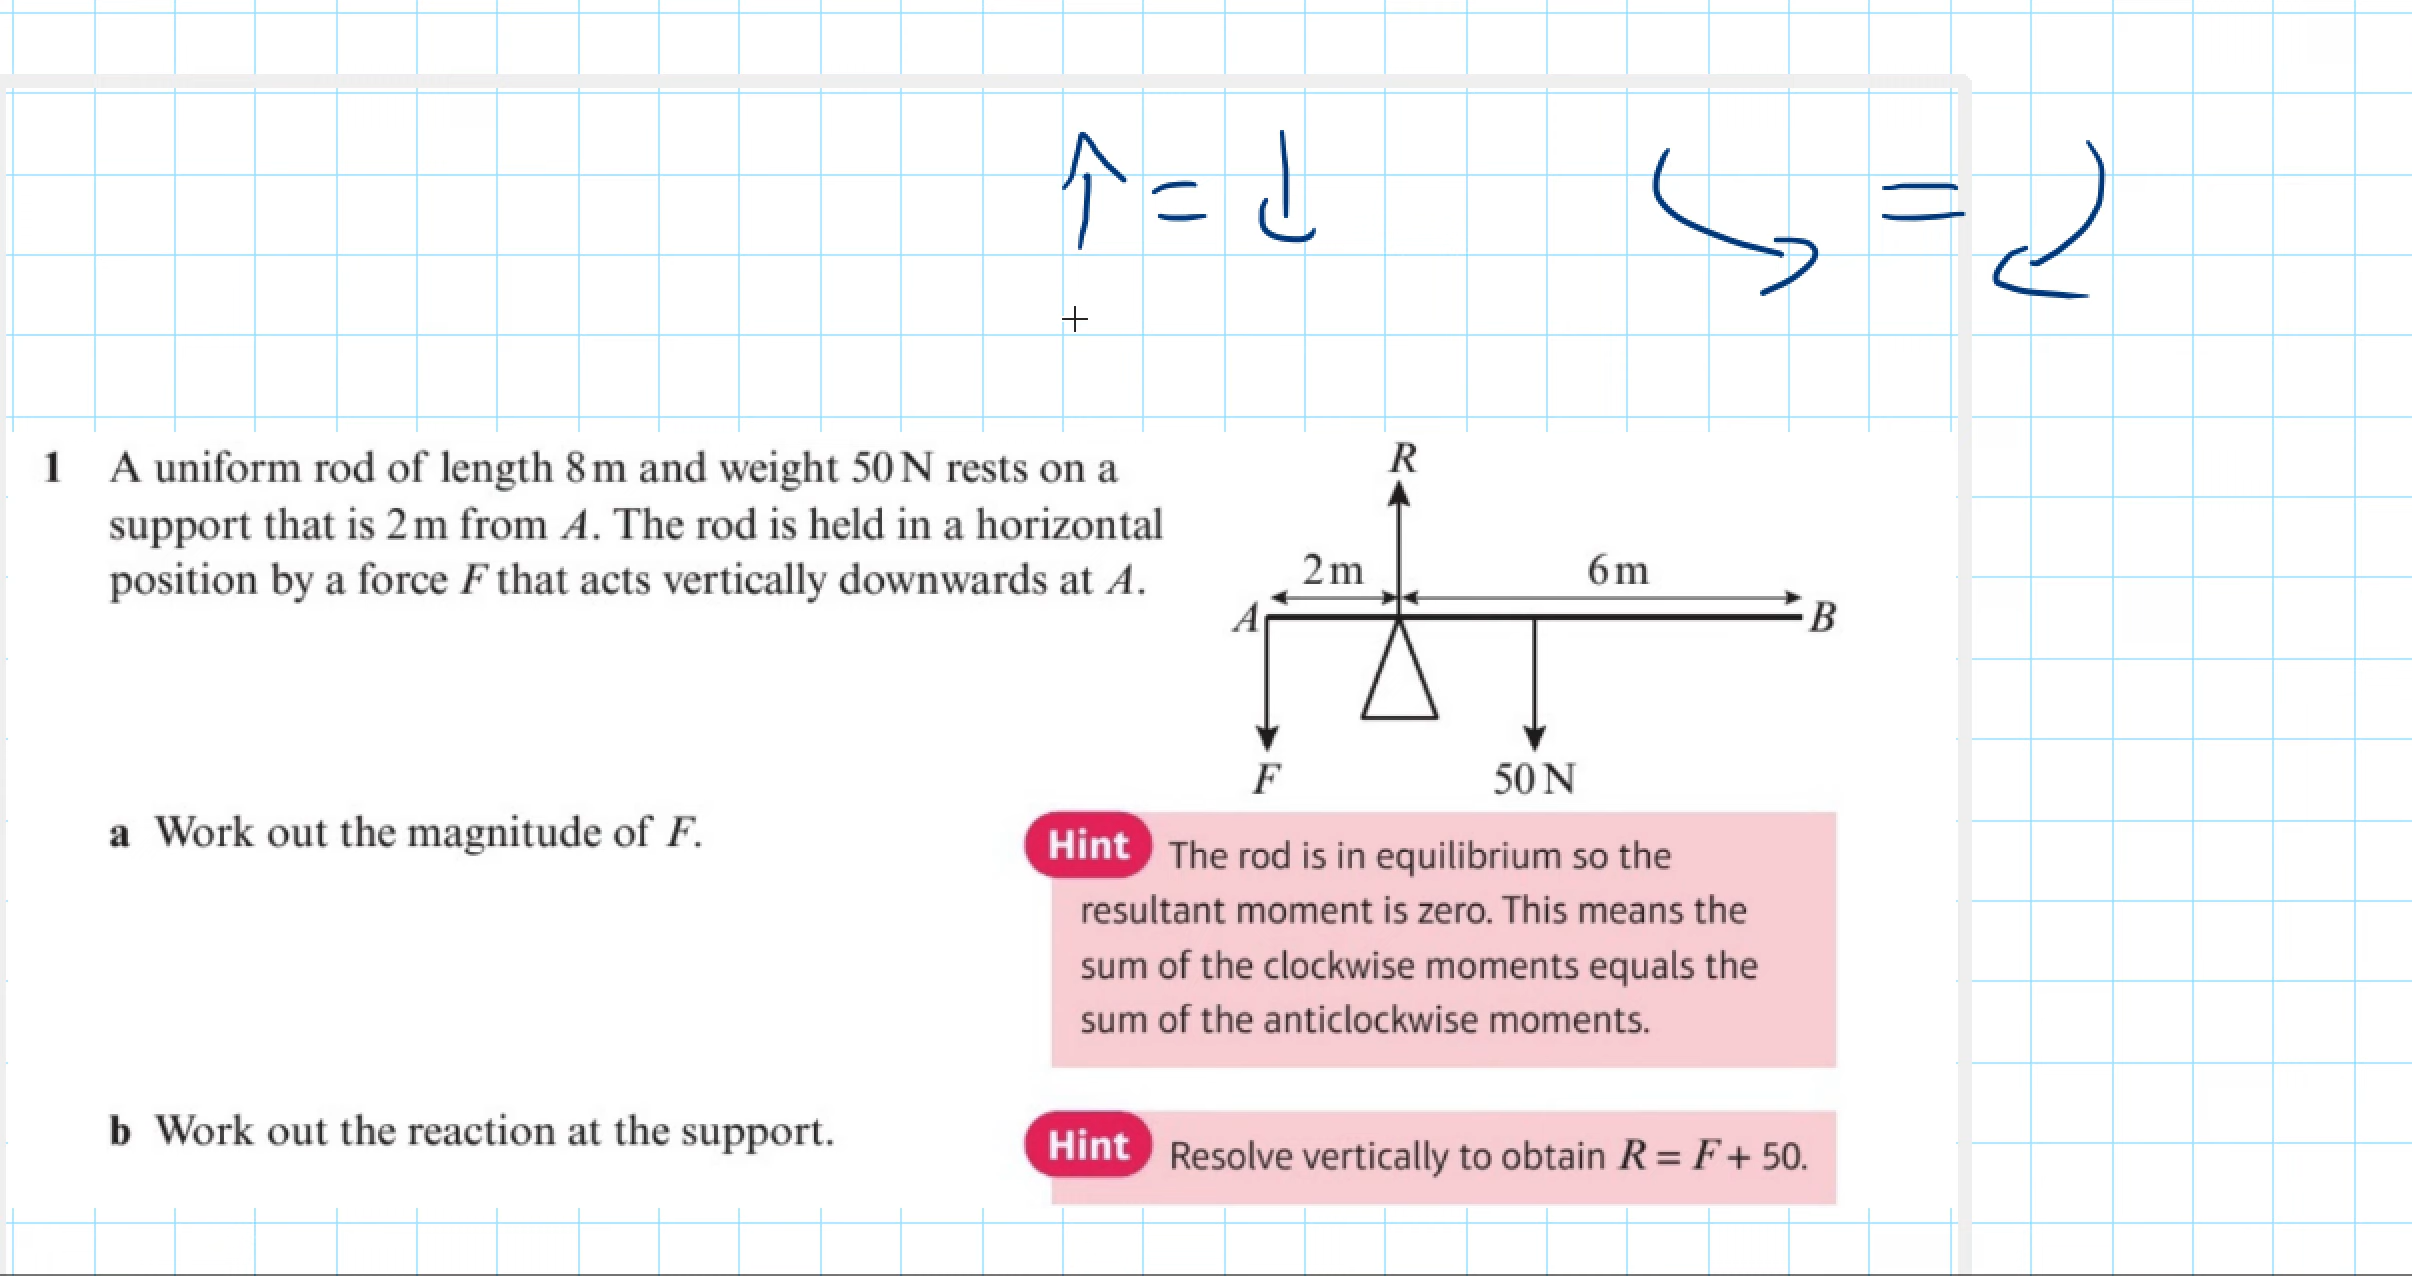 ↑ = ↓
=
1 A uniform rod of length 8 m and weight 50 N rests on a
support that is 2 m from A. The rod is held in a horizontal
position by a force F that acts vertically downwards at A.
R
2 m 6 m
A B
F 50 N
a Work out the magnitude of F.
Hint The rod is in equilibrium so the
resultant moment is zero. This means the
sum of the clockwise moments equals the
sum of the anticlockwise moments.
b Work out the reaction at the support.
Hint Resolve vertically to obtain R = F + 50.